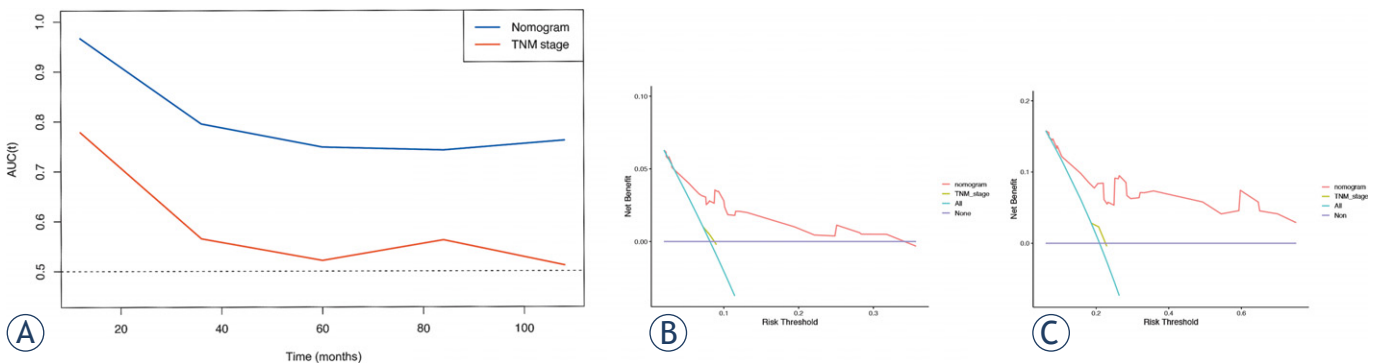 1.0
0.9
0.8
0.7
0.6
0.5
AUC(t)
20
40
60
80
100
Time (months)
Nomogram
TNM stage
A
0.10
0.05
0.00
Net Benefit
0.1
0.2
0.3
Risk Threshold
nomogram
TNM_stage
All
None
B
0.2
0.1
0.0
Net Benefit
0.2
0.4
0.6
Risk Threshold
nomogram
TNM_stage
All
Non
C